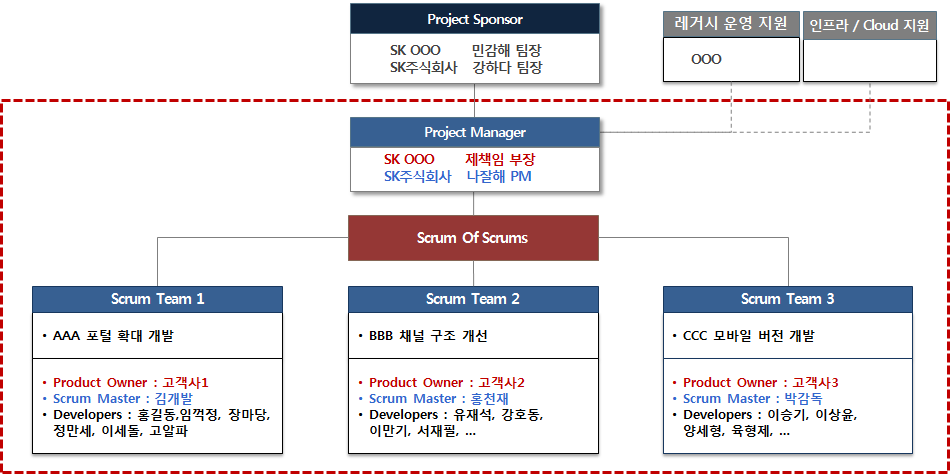 Project Sponsor
SK OOO 민감해 팀장
SK주식회사 강하다 팀장
레거시 운영 지원
OOO
인프라 / Cloud 지원
Project Manager
SK OOO 제책임 부장
SK주식회사 나잘해 PM
Scrum Of Scrums
Scrum Team 1
• AAA 포털 확대 개발
• Product Owner : 고객사1
• Scrum Master : 김개발
• Developers : 홍길동,임꺽정, 장마당,
정만세, 이세돌, 고알파
Scrum Team 2
• BBB 채널 구조 개선
• Product Owner : 고객사2
• Scrum Master : 홍천재
• Developers : 유재석, 강호동,
이만기, 서재필, ...
Scrum Team 3
• CCC 모바일 버전 개발
• Product Owner : 고객사3
• Scrum Master : 박감독
• Developers : 이승기, 이상윤,
양세형, 육형제, ...